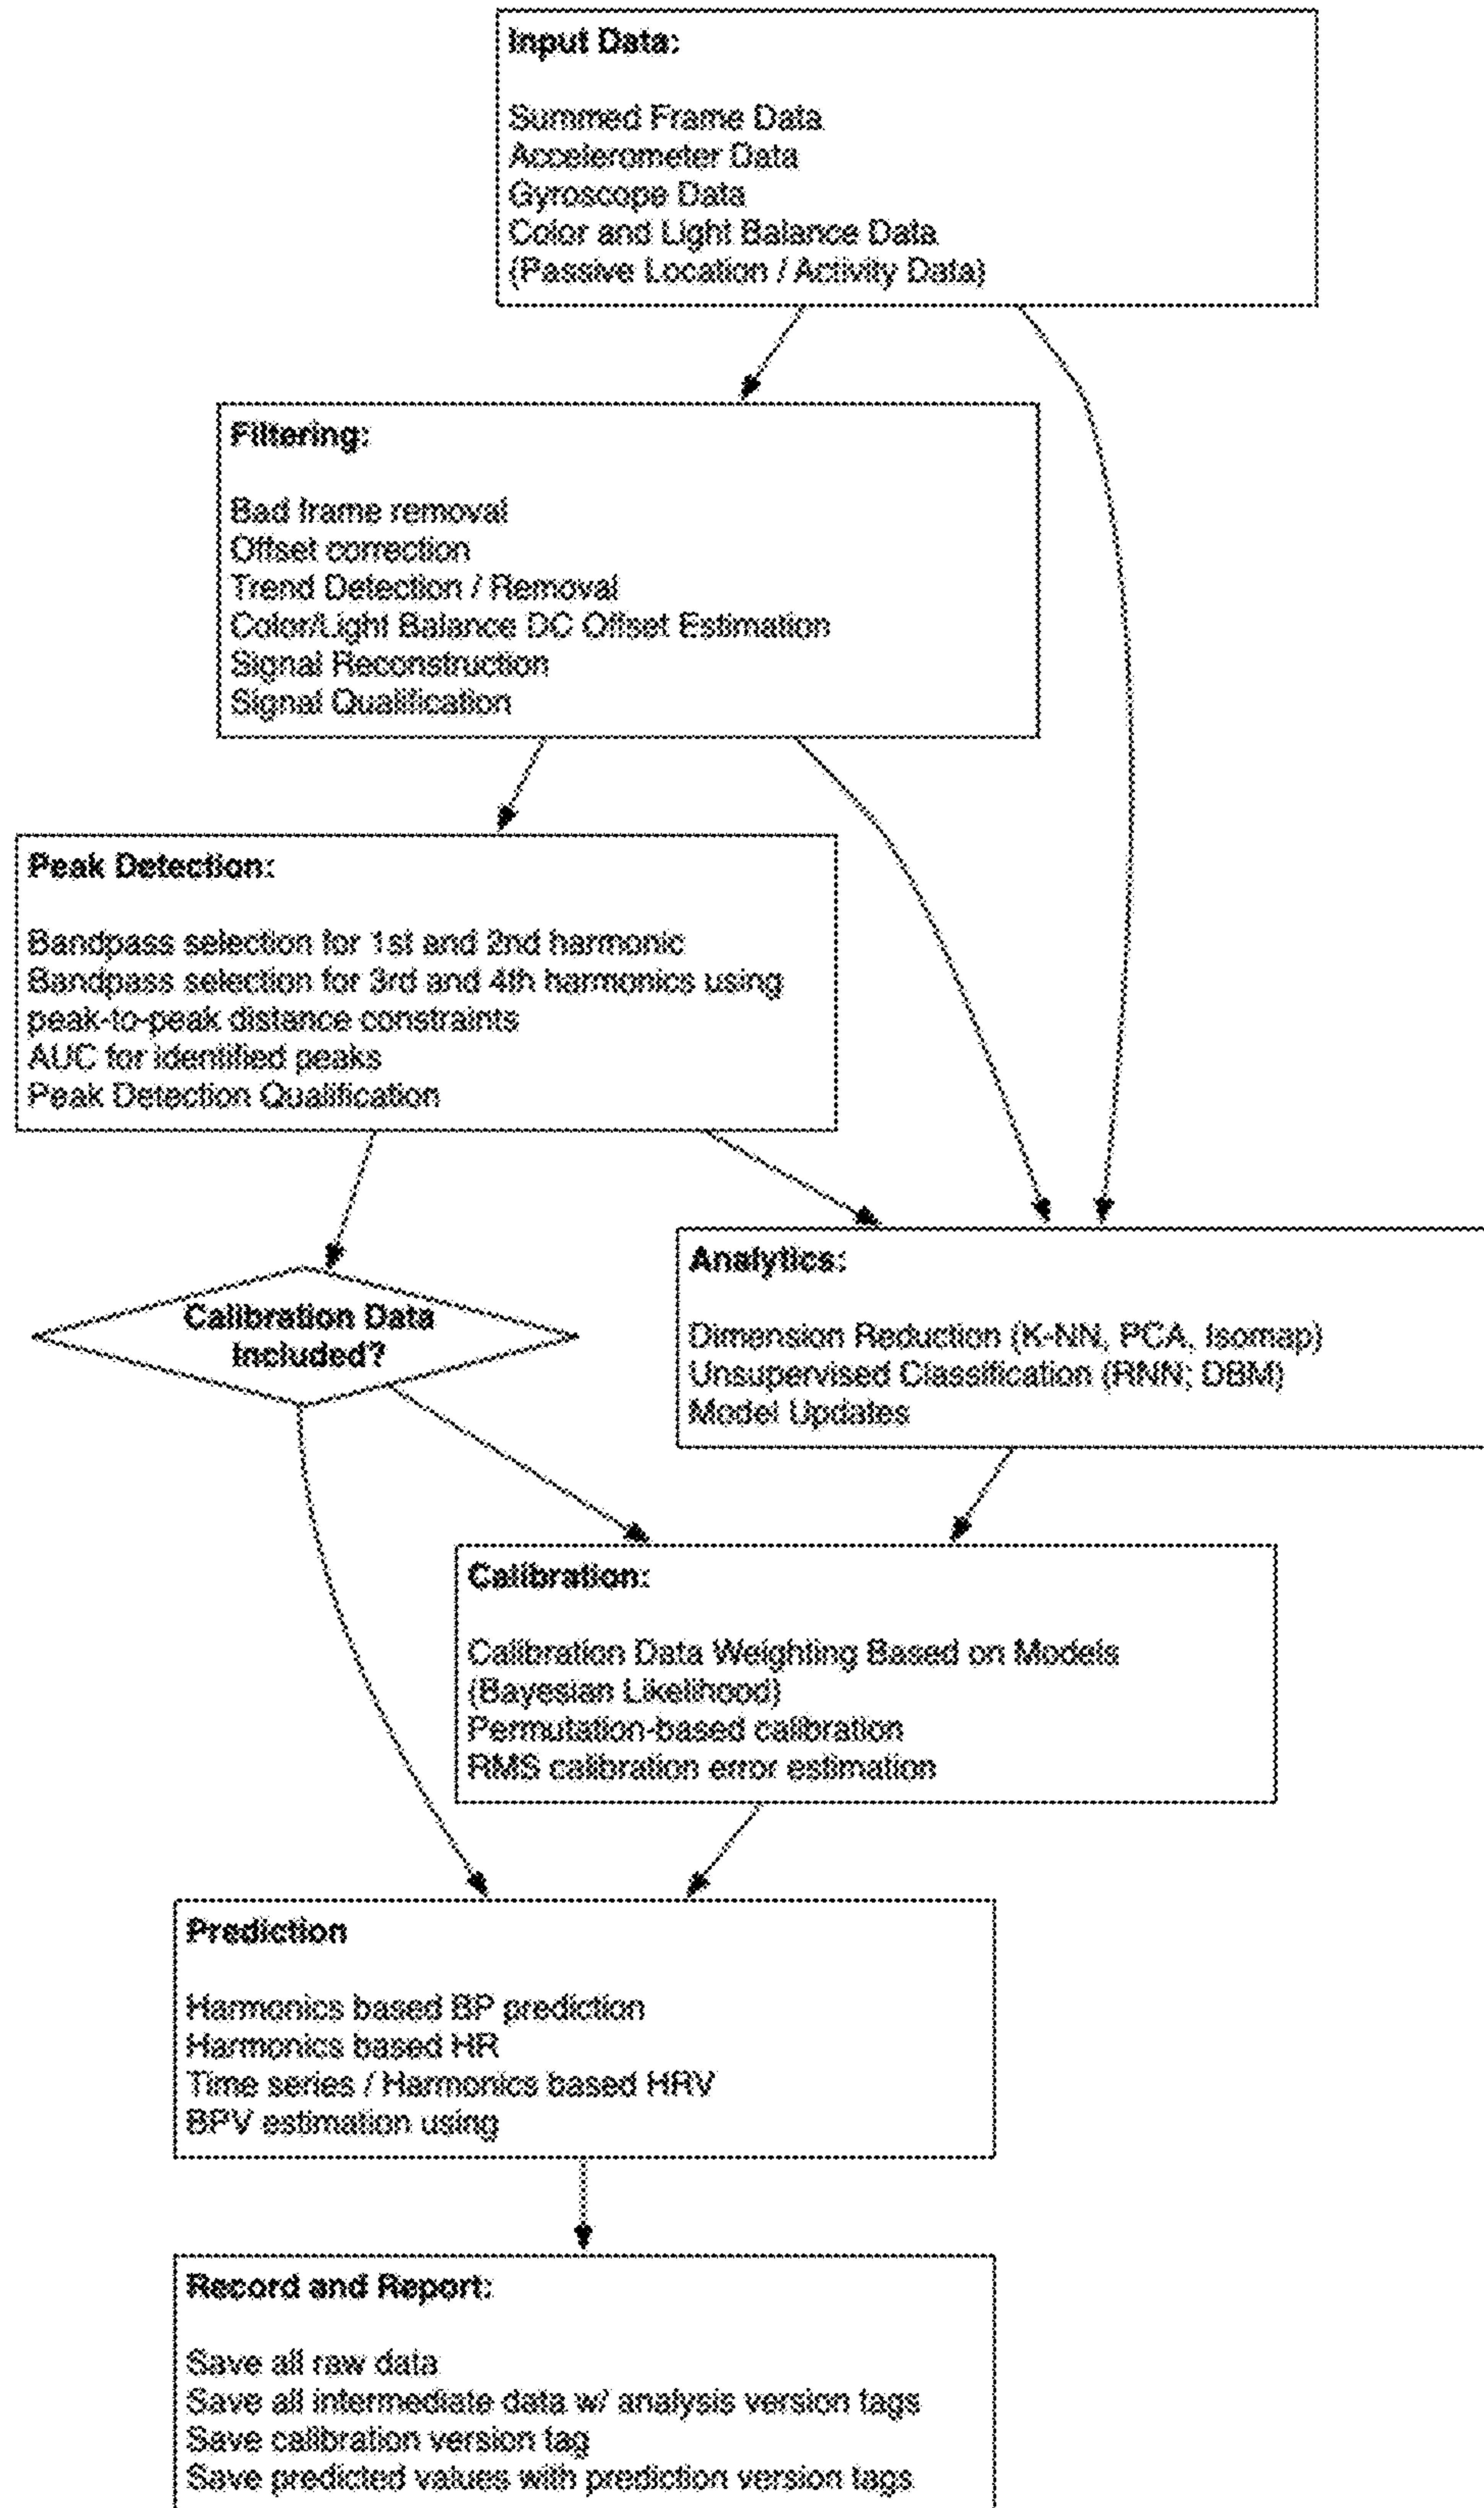 Input Data:
Summed Frame Data
Accelerometer Data
Gyroscope Data
Color and Light Balance Data
(Passive Location / Activity Data)
Filtering:
Bad frame removal
Offset correction
Trend Detection / Removal
Color/Light Balance DC Offset Estimation
Signal Reconstruction
Signal Qualification
Peak Detection:
Bandpass selection for 1st and 2nd harmonic
Bandpass selection for 3rd and 4th harmonics using
peak-to-peak distance constraints
AUC for identified peaks
Peak Detection Qualification
Calibration Data
Included?
Analytics:
Dimension Reduction (K-NN, PCA, Isomap)
Unsupervised Classification (RNN; DBM)
Model Updates
Calibration:
Calibration Data Weighting Based on Models
(Bayesian Likelihood)
Permutation-based calibration
RMS calibration error estimation
Prediction
Harmonics based BP prediction
Harmonics based HR
Time series / Harmonics based HRV
BPV estimation using
Record and Report:
Save all raw data
Save all intermediate data w/ analysis version tags
Save calibration version tag
Save predicted values with prediction version tags